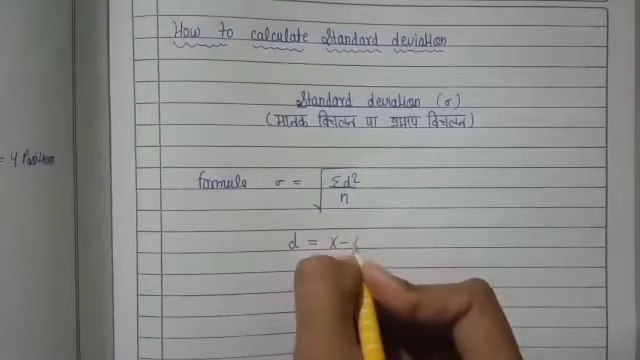 How to calculate Standard deviation
Standard deviation (σ)
(मानक विचलन या प्रमाप विचलन)
= 4 Position
formula σ = √Σd²/n
d = x -